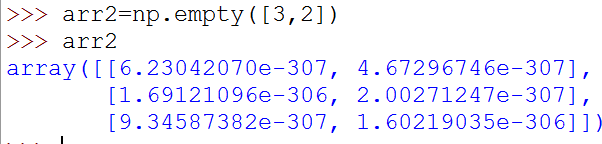 >>> arr2=np.empty([3,2])
>>> arr2
array([[6.23042070e-307, 4.67296746e-307],
       [1.69121096e-306, 2.00271247e-307],
       [9.34587382e-307, 1.60219035e-306]])